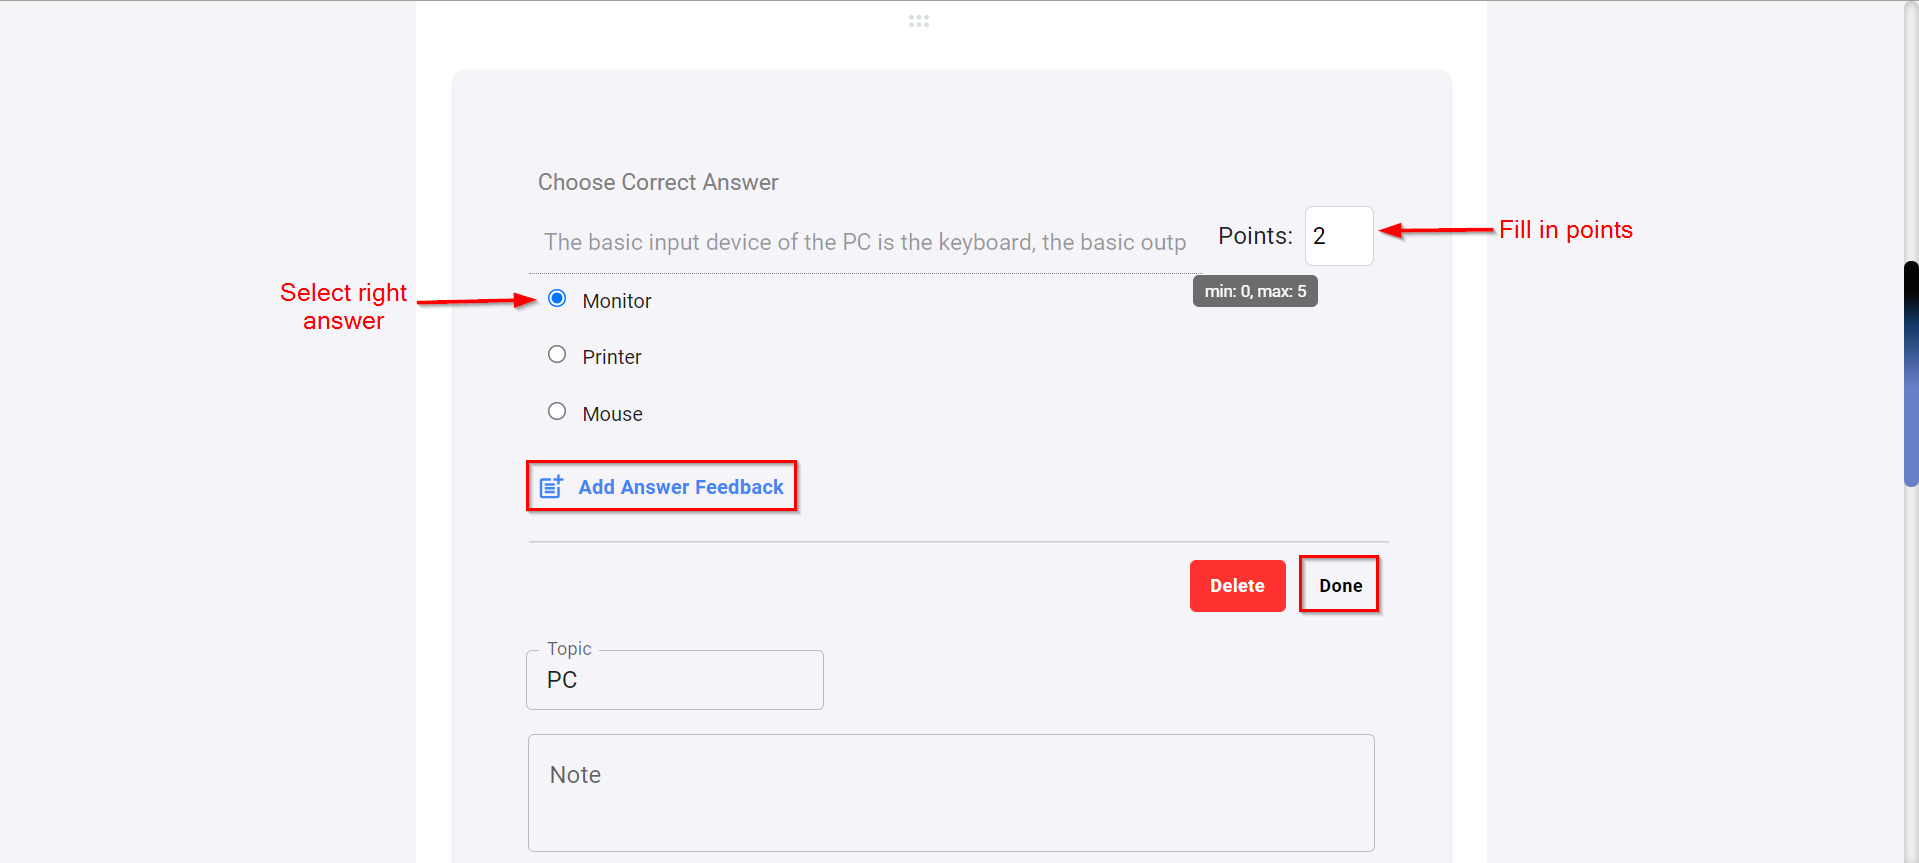 Choose Correct Answer
The basic input device of the PC is the keyboard, the basic outp
Points: 2
Fill in points
min: 0, max: 5
Select right
answer
Monitor
Printer
Mouse
Add Answer Feedback
Delete
Done
Topic
PC
Note